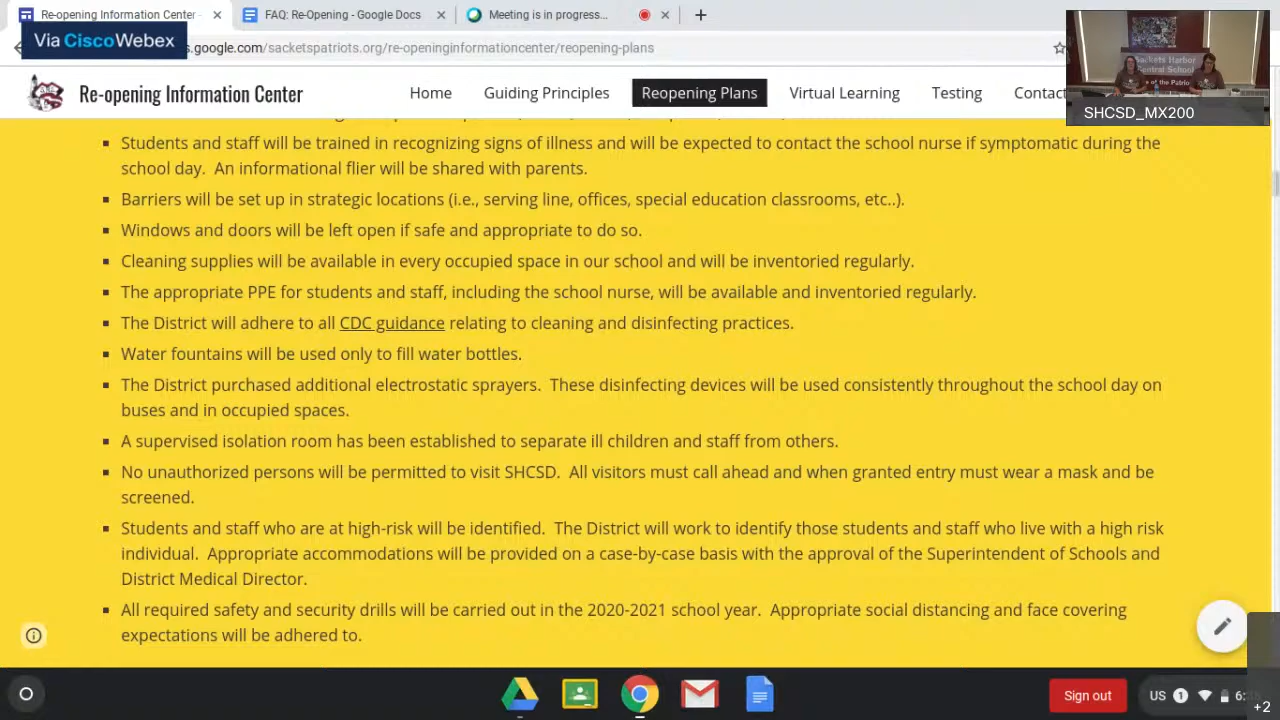 Re-opening Information Center
FAQ: Re-Opening - Google Docs
Meeting is in progress...
Via CiscoWebex
s.google.com/sacketspatriots.org/re-openinginformationcenter/reopening-plans
Sackets Harbor
Central School
SHCSD_MX200
Re-opening Information Center
Home Guiding Principles Reopening Plans Virtual Learning Testing Contact
Students and staff will be trained in recognizing signs of illness and will be expected to contact the school nurse if symptomatic during the
school day. An informational flier will be shared with parents.
Barriers will be set up in strategic locations (i.e., serving line, offices, special education classrooms, etc..).
Windows and doors will be left open if safe and appropriate to do so.
Cleaning supplies will be available in every occupied space in our school and will be inventoried regularly.
The appropriate PPE for students and staff, including the school nurse, will be available and inventoried regularly.
The District will adhere to all CDC guidance relating to cleaning and disinfecting practices.
Water fountains will be used only to fill water bottles.
The District purchased additional electrostatic sprayers. These disinfecting devices will be used consistently throughout the school day on
buses and in occupied spaces.
A supervised isolation room has been established to separate ill children and staff from others.
No unauthorized persons will be permitted to visit SHCSD. All visitors must call ahead and when granted entry must wear a mask and be
screened.
Students and staff who are at high-risk will be identified. The District will work to identify those students and staff who live with a high risk
individual. Appropriate accommodations will be provided on a case-by-case basis with the approval of the Superintendent of Schools and
District Medical Director.
All required safety and security drills will be carried out in the 2020-2021 school year. Appropriate social distancing and face covering
expectations will be adhered to.
Sign out US 1 6:
+2